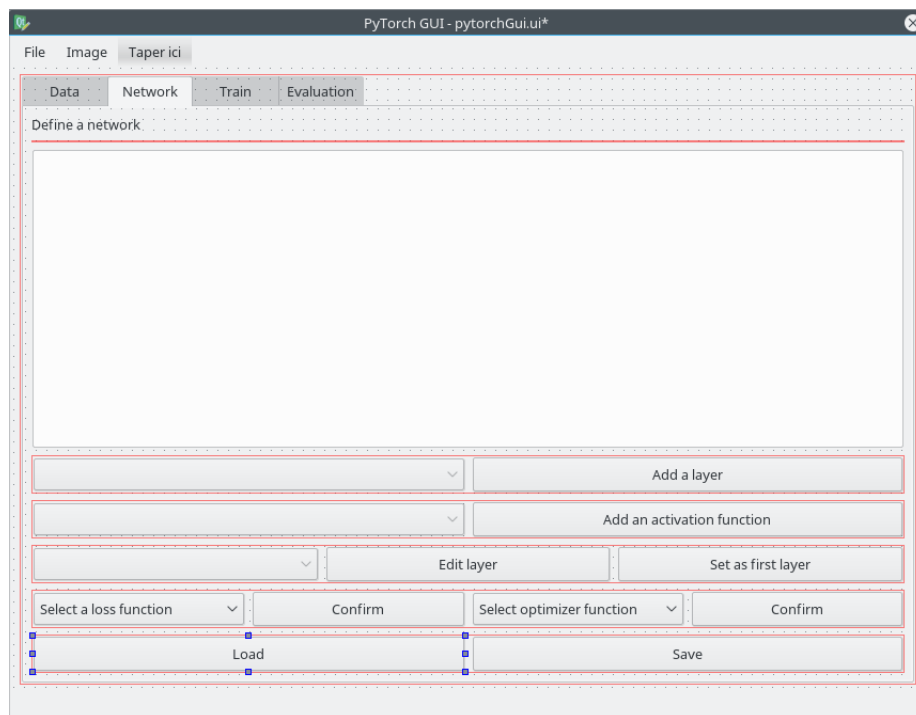 PyTorch GUI - pytorchGui.ui*
File Image Taper ici
Data Network Train Evaluation
Define a network
Add a layer
Add an activation function
Edit layer Set as first layer
Select a loss function Confirm Select optimizer function Confirm
Load Save